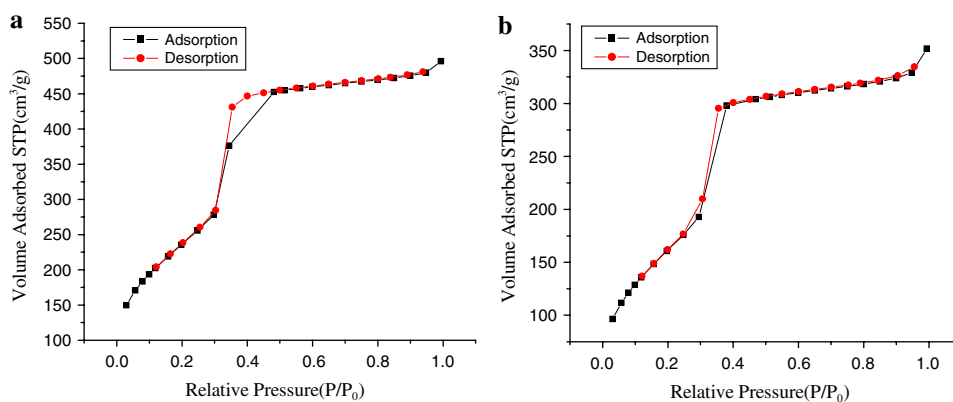 a
550
500
450
400
350
300
250
200
150
100
Volume Adsorbed STP(cm³/g)
Adsorption
Desorption
0.0 0.2 0.4 0.6 0.8 1.0
Relative Pressure(P/P₀)
b
350
300
250
200
150
100
Volume Adsorbed STP(cm³/g)
Adsorption
Desorption
0.0 0.2 0.4 0.6 0.8 1.0
Relative Pressure(P/P₀)